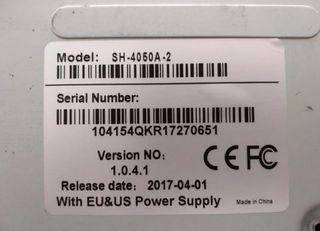 Model: SH-4050A-2
Serial Number:
104154QKR17270651
Version NO:
1.0.4.1
CE FC
Release date: 2017-04-01
With EU&US Power Supply
Made in China